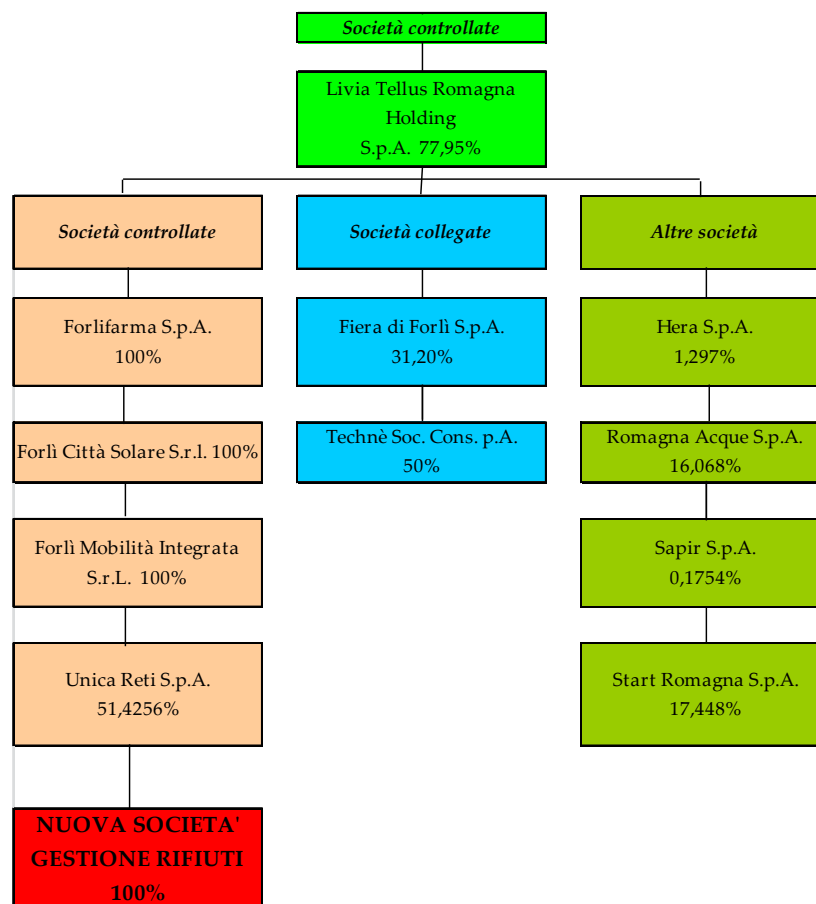 Società controllate
Livia Tellus Romagna
Holding
S.p.A. 77,95%
Società controllate
Società collegate
Altre società
Forlifarma S.p.A.
100%
Fiera di Forlì S.p.A.
31,20%
Hera S.p.A.
1,297%
Forlì Città Solare S.r.l. 100%
Technè Soc. Cons. p.A.
50%
Romagna Acque S.p.A.
16,068%
Forlì Mobilità Integrata
S.r.L. 100%
Sapir S.p.A.
0,1754%
Unica Reti S.p.A.
51,4256%
Start Romagna S.p.A.
17,448%
NUOVA SOCIETA'
GESTIONE RIFIUTI
100%